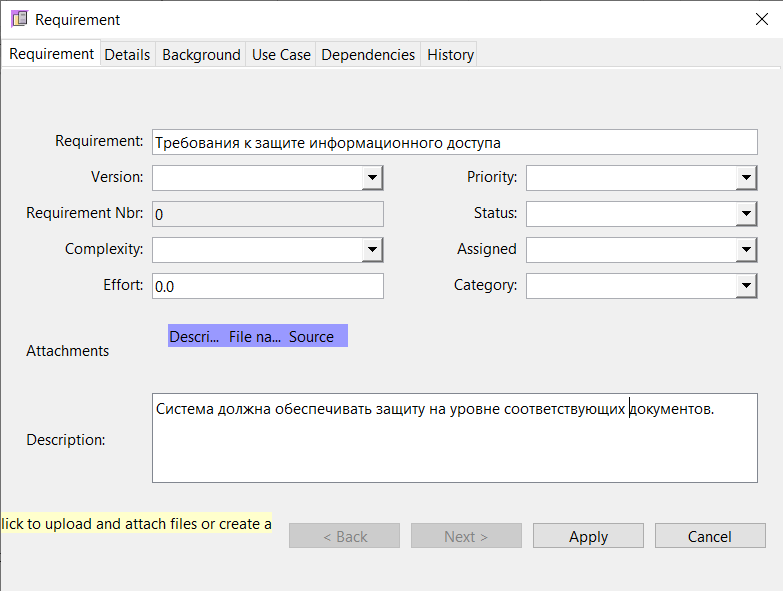 Requirement
Requirement Details Background Use Case Dependencies History
Requirement: Требования к защите информационного доступа
Version: Priority:
Requirement Nbr: 0 Status:
Complexity: Assigned
Effort: 0.0 Category:
Descri... File na... Source
Attachments
Система должна обеспечивать защиту на уровне соответствующих документов.
Description:
lick to upload and attach files or create a
< Back Next > Apply Cancel